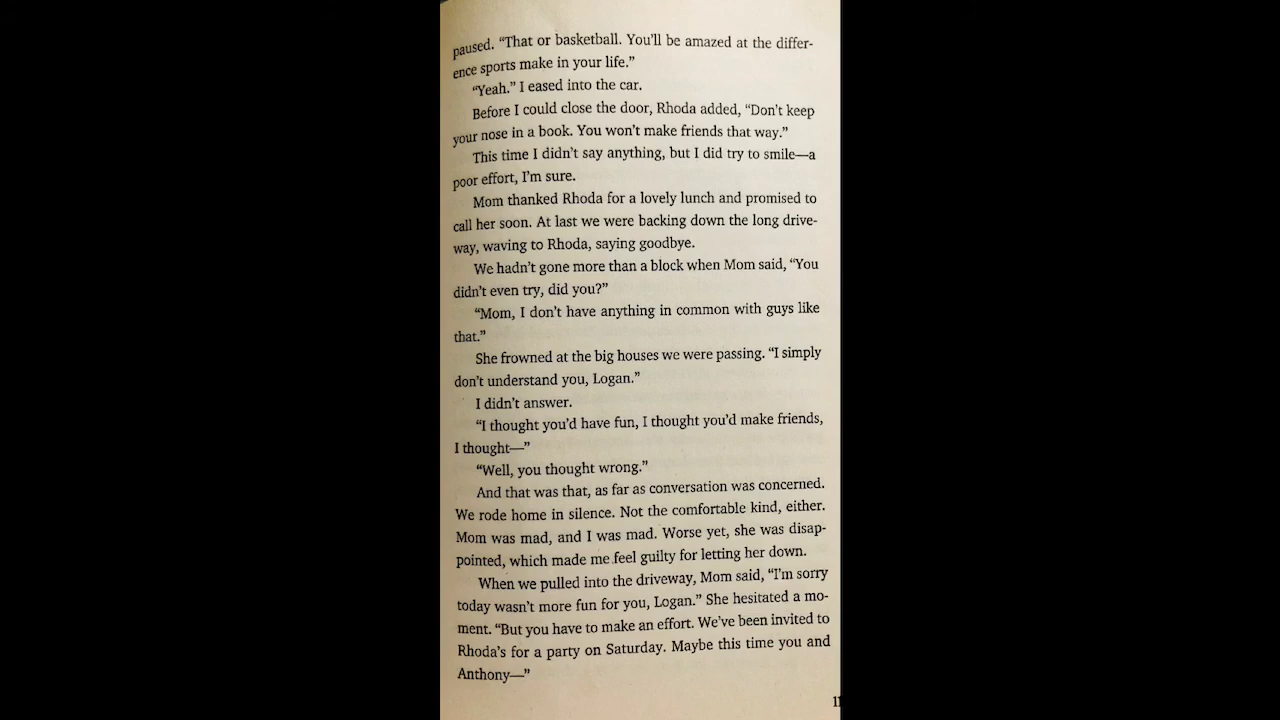 paused. “That or basketball. You’ll be amazed at the differ-
ence sports make in your life.”
“Yeah.” I eased into the car.
Before I could close the door, Rhoda added, “Don’t keep
your nose in a book. You won’t make friends that way.”
This time I didn’t say anything, but I did try to smile—a
poor effort, I’m sure.
Mom thanked Rhoda for a lovely lunch and promised to
call her soon. At last we were backing down the long drive-
way, waving to Rhoda, saying goodbye.
We hadn’t gone more than a block when Mom said, “You
didn’t even try, did you?”
“Mom, I don’t have anything in common with guys like
that.”
She frowned at the big houses we were passing. “I simply
don’t understand you, Logan.”
I didn’t answer.
“I thought you’d have fun, I thought you’d make friends,
I thought—”
“Well, you thought wrong.”
And that was that, as far as conversation was concerned.
We rode home in silence. Not the comfortable kind, either.
Mom was mad, and I was mad. Worse yet, she was disap-
pointed, which made me feel guilty for letting her down.
When we pulled into the driveway, Mom said, “I’m sorry
today wasn’t more fun for you, Logan.” She hesitated a mo-
ment. “But you have to make an effort. We’ve been invited to
Rhoda’s for a party on Saturday. Maybe this time you and
Anthony—”